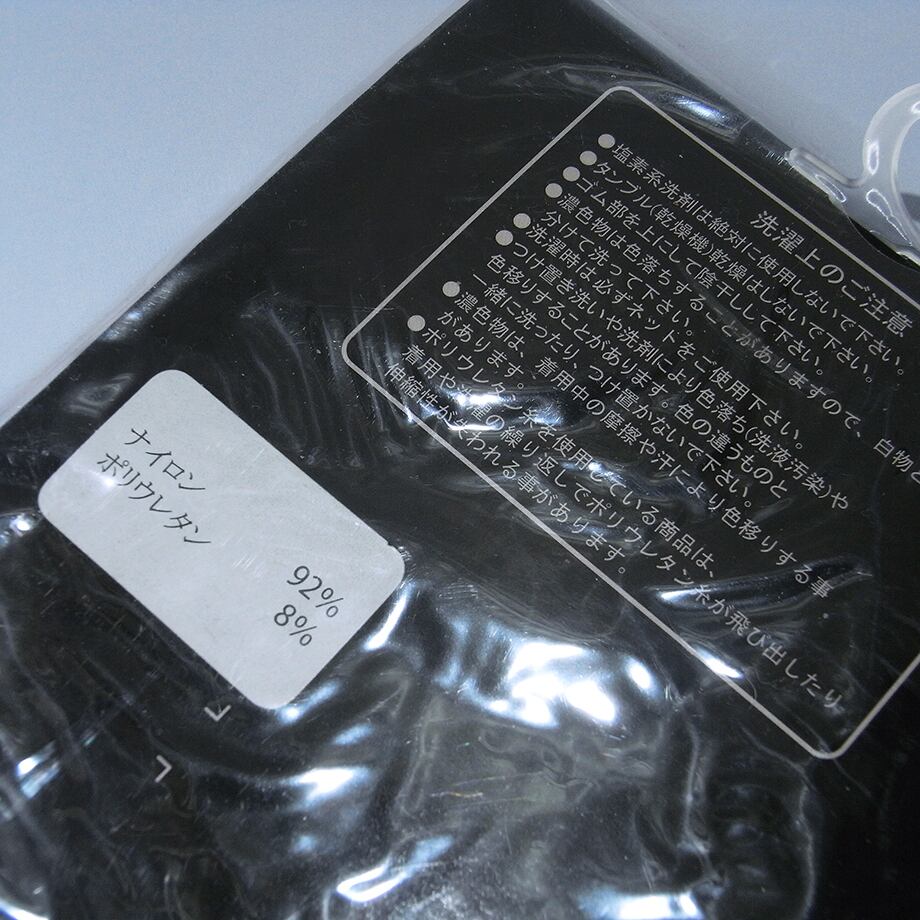 洗濯上のご注意
●塩素系洗剤は絶対に使用しないで下さい。
●タンブル(乾燥機)乾燥はしないで下さい。
●ゴム部を上にして陰干しして下さい。
●濃色物は色落ちすることがありますので、白物と
分けて洗って下さい。
●洗濯時は必ずネットをご使用下さい。
●つけ置き洗いや洗剤により色落ち(洗液汚染)や
色移りすることがあります。色の違うものと
一緒に洗ったり、つけ置かないで下さい。
●濃色物は、着用中の摩擦や汗により色移りする事
があります。
●ポリウレタン糸を使用している商品は、
着用や洗濯の繰り返しでポリウレタン糸が飛び出したり、
伸縮性が失われる事があります。
ナイロン 92%
ポリウレタン 8%